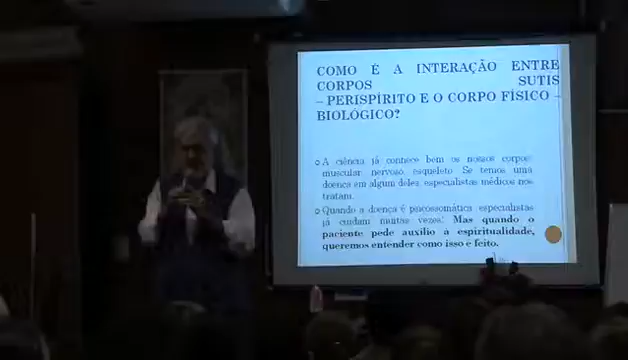 COMO É A INTERAÇÃO ENTRE
CORPOS SUTIS
– PERISPÍRITO E O CORPO FÍSICO –
BIOLÓGICO?
A ciência já conhece bem os nossos corpos:
muscular, nervoso, esqueleto. Se temos uma
doença em algum deles, especialistas médicos nos
tratam.
Quando a doença é psicossomática especialistas
já cuidam muitas vezes. Mas quando o
paciente pede auxílio a espiritualidade,
queremos entender como isso é feito.